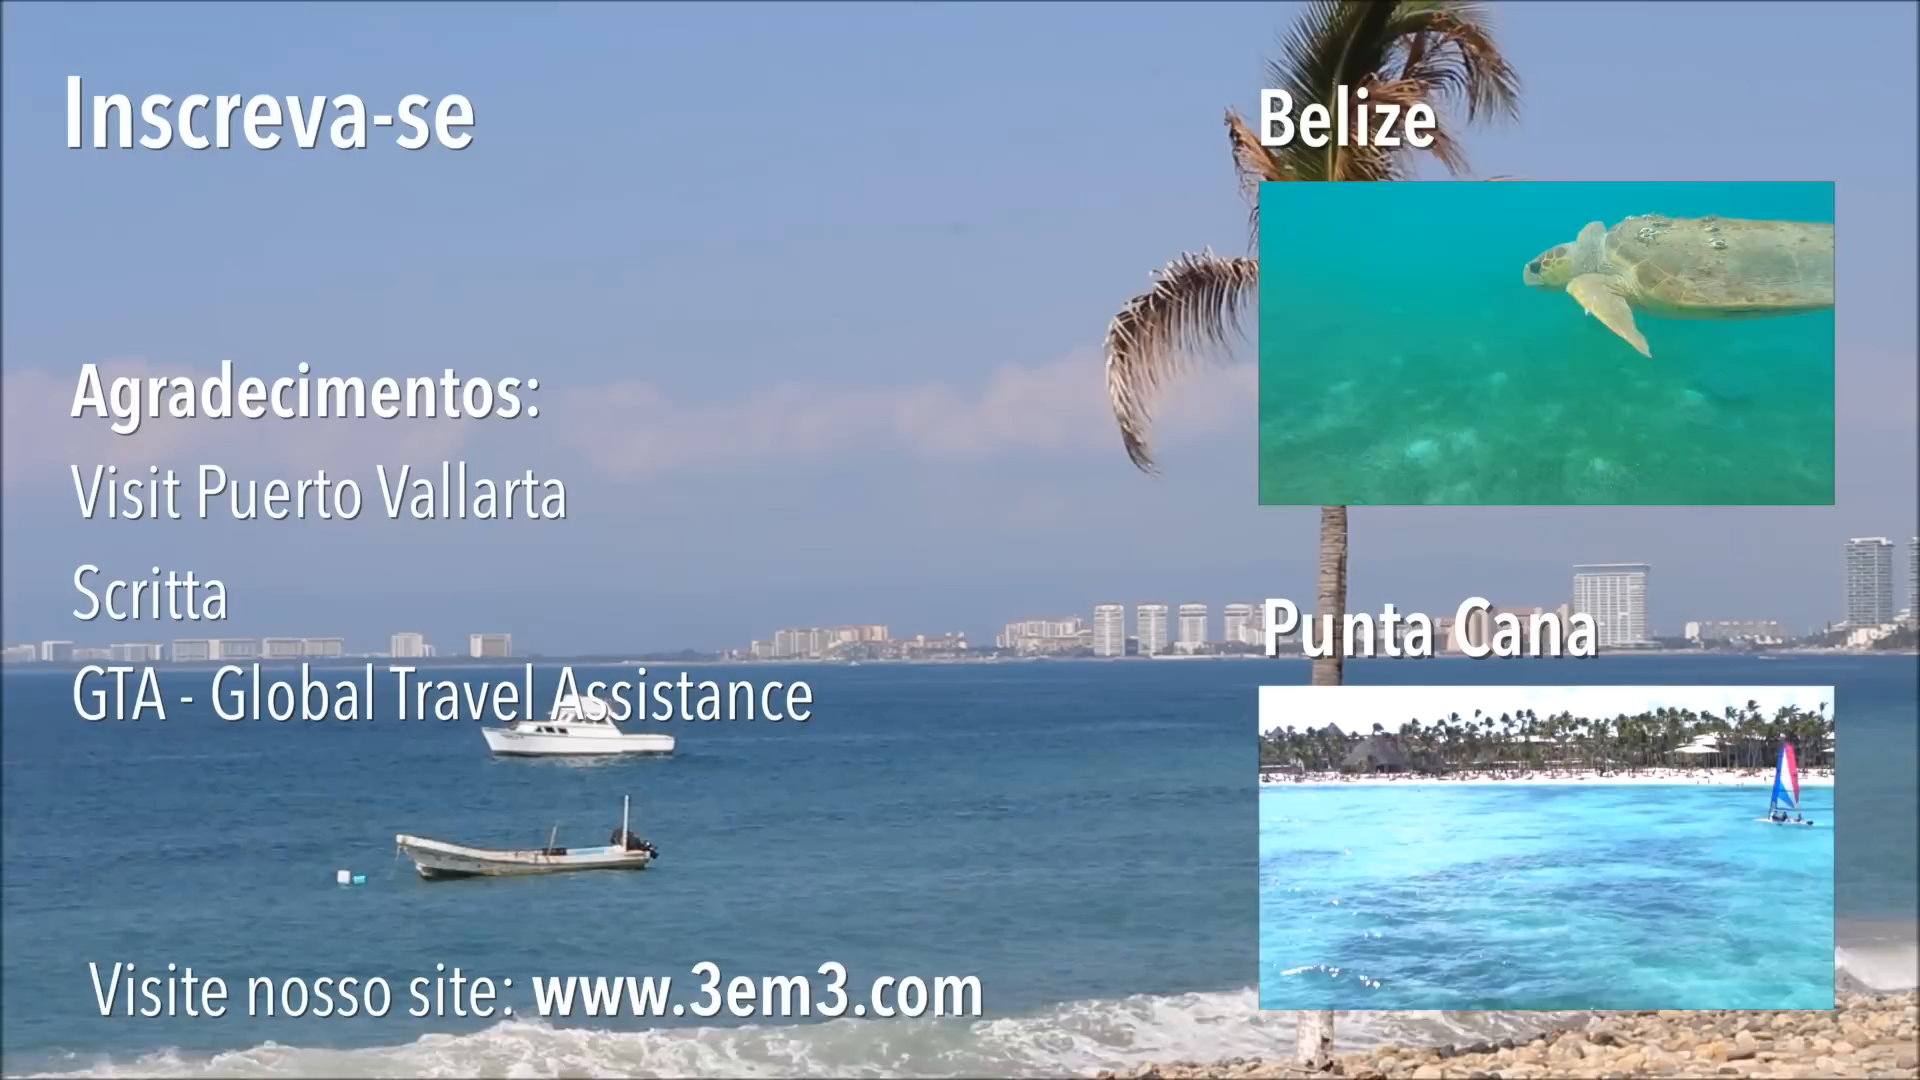 Inscreva-se
Agradecimentos:
Visit Puerto Vallarta
Scritta
GTA - Global Travel Assistance
Visite nosso site: www.3em3.com
Belize
Punta Cana